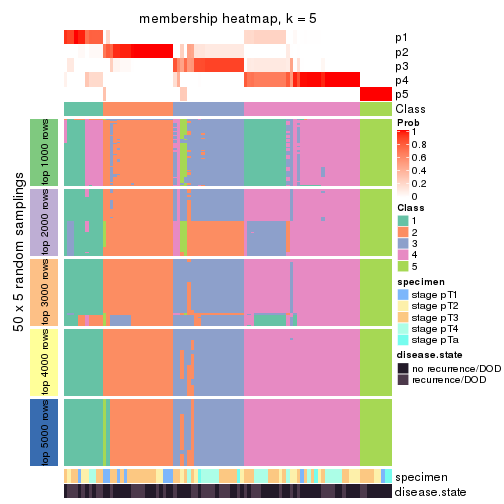 membership heatmap, k = 5
p1
p2
p3
p4
p5
Class
50 x 5 random samplings
top 1000 rows
top 2000 rows
top 3000 rows
top 4000 rows
top 5000 rows
specimen
disease.state
Prob
1
0.8
0.6
0.4
0.2
0
Class
1
2
3
4
5
specimen
stage pT1
stage pT2
stage pT3
stage pT4
stage pTa
disease.state
no recurrence/DOD
recurrence/DOD